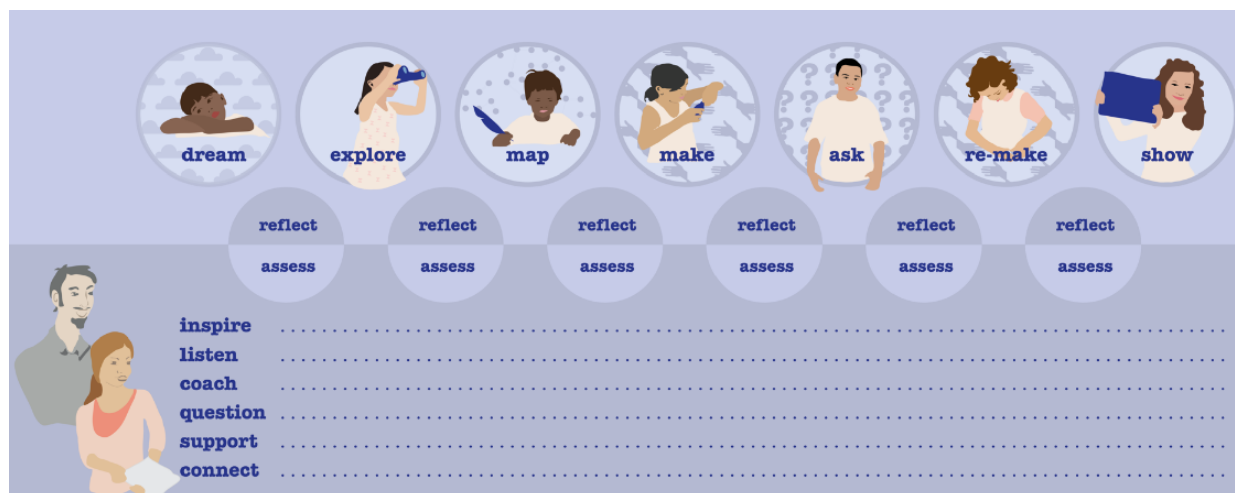 dream explore map make ask re-make show
reflect reflect reflect reflect reflect reflect
assess assess assess assess assess assess
inspire
listen
coach
question
support
connect